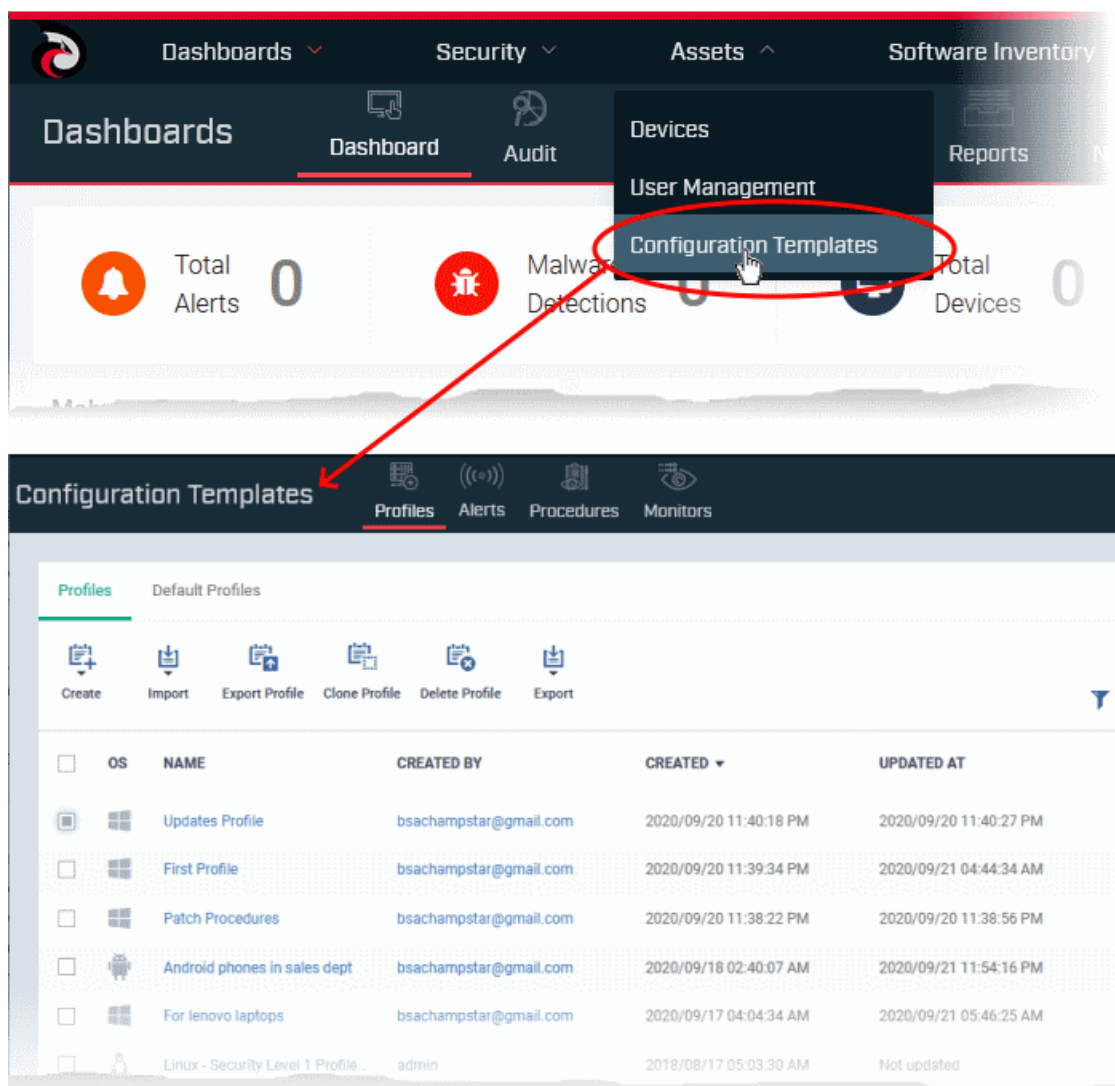 Dashboards Security Assets Software Inventory
Dashboards Dashboard Audit Reports
Devices
User Management
Configuration Templates
Total Alerts 0
Malware Detections 0
Total Devices 0
Configuration Templates Profiles Alerts Procedures Monitors
Profiles Default Profiles
Create Import Export Profile Clone Profile Delete Profile Export
OS NAME CREATED BY CREATED UPDATED AT
Updates Profile bsachampstar@gmail.com 2020/09/20 11:40:18 PM 2020/09/20 11:40:27 PM
First Profile bsachampstar@gmail.com 2020/09/20 11:39:34 PM 2020/09/21 04:44:34 AM
Patch Procedures bsachampstar@gmail.com 2020/09/20 11:38:22 PM 2020/09/20 11:38:56 PM
Android phones in sales dept bsachampstar@gmail.com 2020/09/18 02:40:07 AM 2020/09/21 11:54:16 PM
For lenovo laptops bsachampstar@gmail.com 2020/09/17 04:04:34 AM 2020/09/21 05:46:25 AM
Linux - Security Level 1 Profile... admin 2018/08/17 05:03:30 AM Not updated